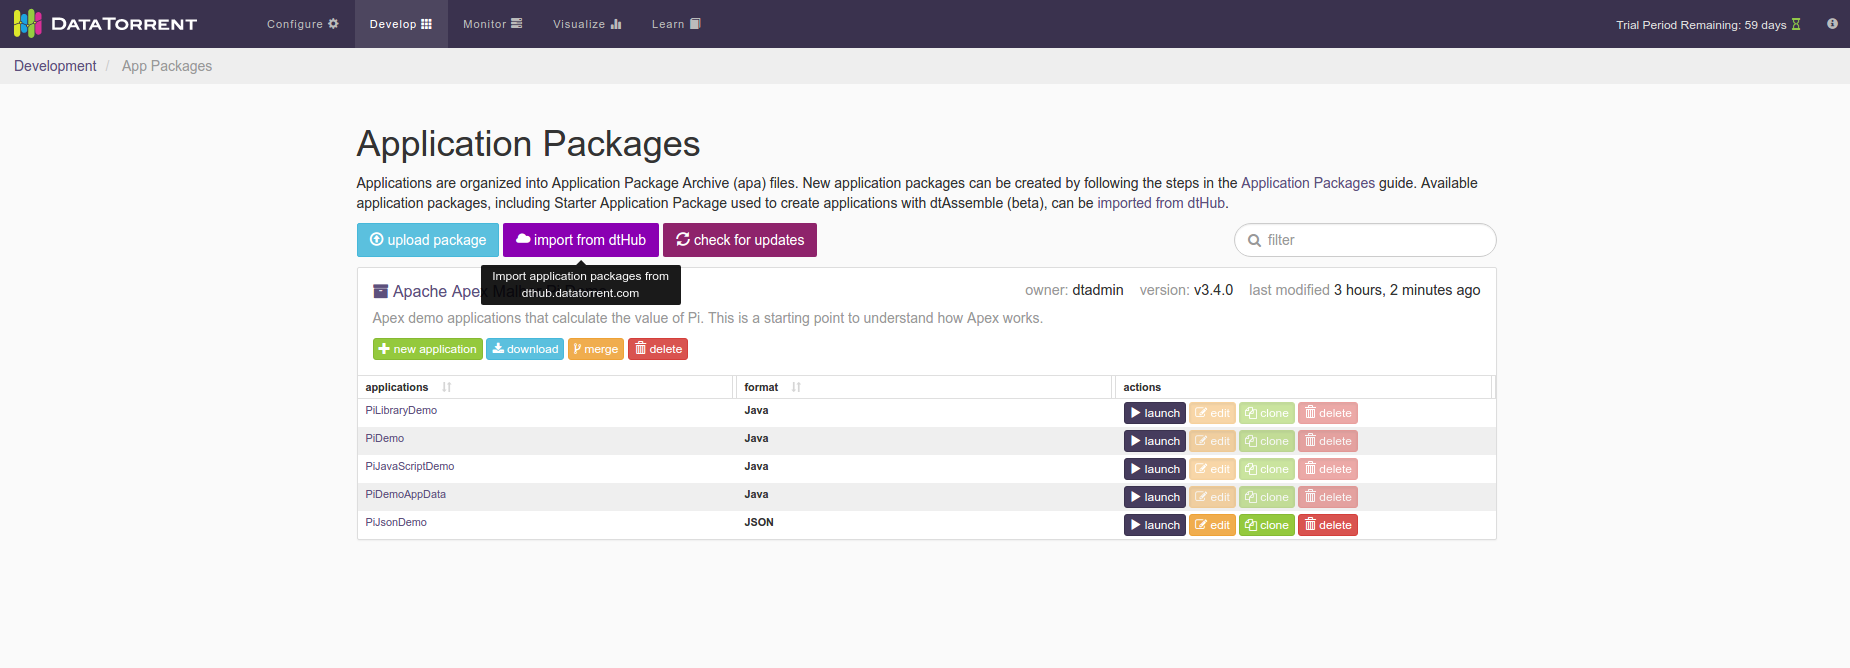 DATATORRENT
Configure
Develop
Monitor
Visualize
Learn
Trial Period Remaining: 59 days
Development / App Packages
Application Packages
Applications are organized into Application Package Archive (apa) files. New application packages can be created by following the steps in the Application Packages guide. Available
application packages, including Starter Application Package used to create applications with dtAssemble (beta), can be imported from dtHub.
upload package
import from dtHub
check for updates
filter
Import application packages from
dthub.datatorrent.com
Apache Apex
owner: dtadmin version: v3.4.0 last modified 3 hours, 2 minutes ago
Apex demo applications that calculate the value of Pi. This is a starting point to understand how Apex works.
new application
download
merge
delete
applications format actions
PiLibraryDemo Java launch edit clone delete
PiDemo Java launch edit clone delete
PiJavaScriptDemo Java launch edit clone delete
PiDemoAppData Java launch edit clone delete
PiJsonDemo JSON launch edit clone delete